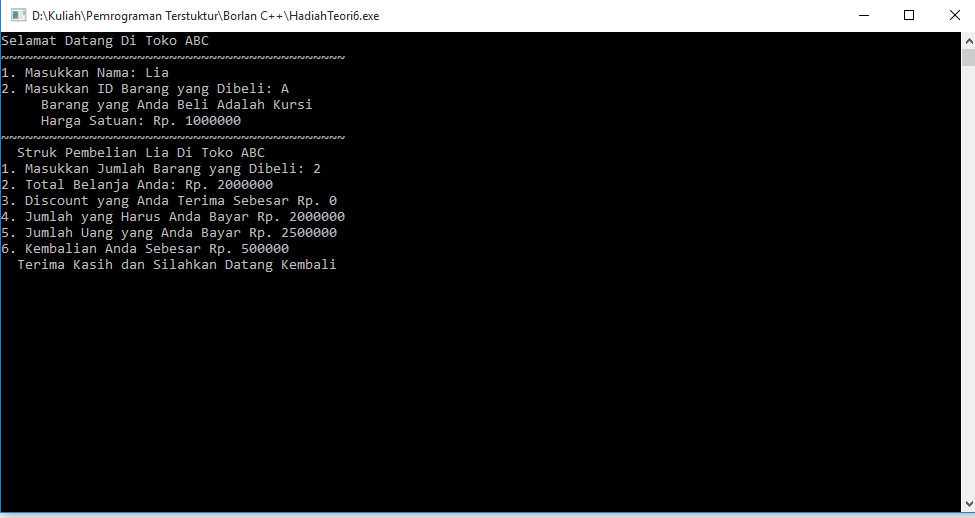 D:\Kuliah\Pemrograman Terstuktur\Borlan C++\HadiahTeori6.exe
Selamat Datang Di Toko ABC
~~~~~~~~~~~~~~~~~~~~~~~~~~~~~~~~~~~~~~~~~~~
1. Masukkan Nama: Lia
2. Masukkan ID Barang yang Dibeli: A
     Barang yang Anda Beli Adalah Kursi
     Harga Satuan: Rp. 1000000
~~~~~~~~~~~~~~~~~~~~~~~~~~~~~~~~~~~~~~~~~~~
  Struk Pembelian Lia Di Toko ABC
1. Masukkan Jumlah Barang yang Dibeli: 2
2. Total Belanja Anda: Rp. 2000000
3. Discount yang Anda Terima Sebesar Rp. 0
4. Jumlah yang Harus Anda Bayar Rp. 2000000
5. Jumlah Uang yang Anda Bayar Rp. 2500000
6. Kembalian Anda Sebesar Rp. 500000
  Terima Kasih dan Silahkan Datang Kembali